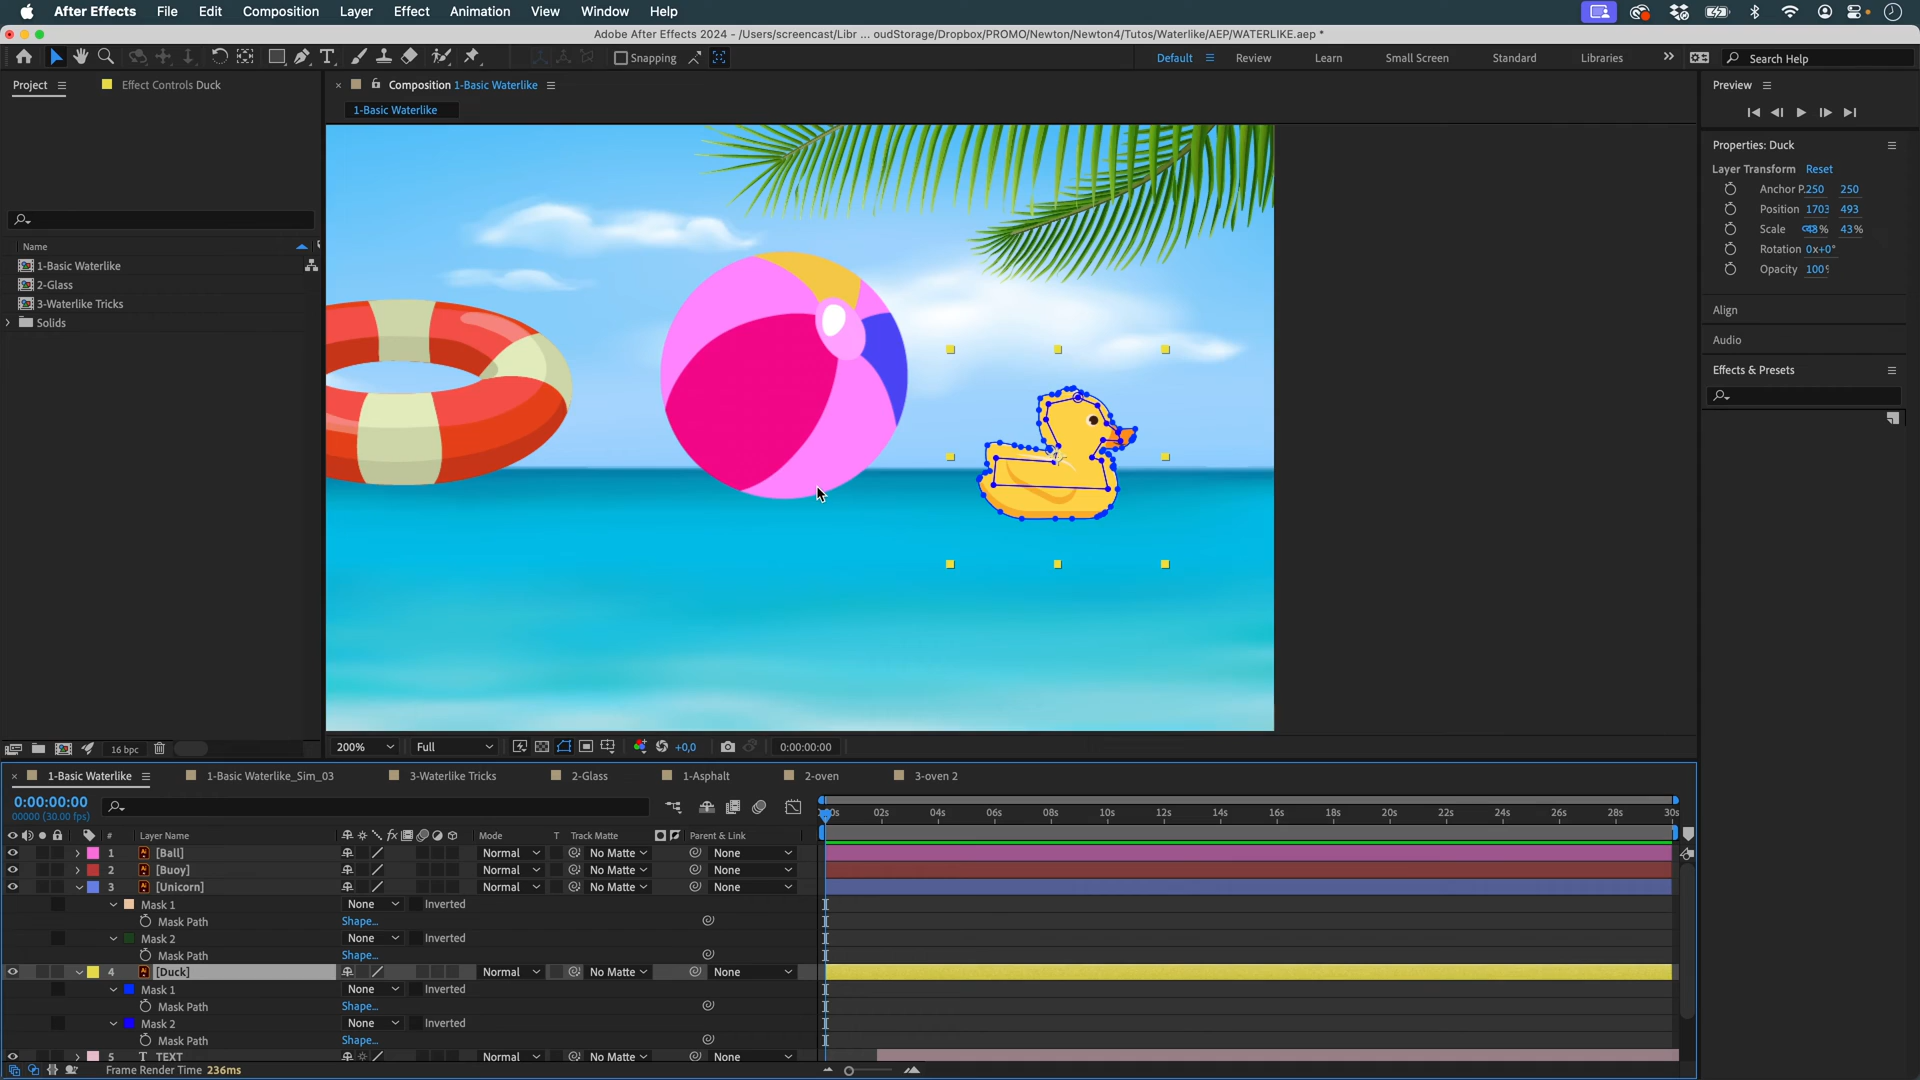 After Effects File Edit Composition Layer Effect Animation View Window Help
Adobe After Effects 2024 - /Users/screencast/Libr ... oudStorage/Dropbox/PROMO/Newton/Newton4/Tutos/Waterlike/AEP/WATERLIKE.aep *
Snapping Default Review Learn Small Screen Standard Libraries Search Help
Project Effect Controls Duck
Composition 1-Basic Waterlike
1-Basic Waterlike
Name
1-Basic Waterlike
2-Glass
3-Waterlike Tricks
Solids
16 bpc
200% Full +0,0 0:00:00:00
Preview
Properties: Duck
Layer Transform Reset
Anchor P. 250 250
Position 1703 493
Scale 43% 43%
Rotation 0x+0°
Opacity 100
Align
Audio
Effects & Presets
1-Basic Waterlike 1-Basic Waterlike_Sim_03 3-Waterlike Tricks 2-Glass 1-Asphalt 2-oven 3-oven 2
0:00:00:00
00000 (30.00 fps)
02s 04s 06s 08s 10s 12s 14s 16s 18s 20s 22s 24s 26s 28s 30s
# Layer Name Mode T Track Matte Parent & Link
1 [Ball] Normal No Matte None
2 [Buoy] Normal No Matte None
3 [Unicorn] Normal No Matte None
Mask 1 None Inverted
Mask Path Shape...
Mask 2 None Inverted
Mask Path Shape...
4 [Duck] Normal No Matte None
Mask 1 None Inverted
Mask Path Shape...
Mask 2 None Inverted
Mask Path Shape...
5 T TEXT Normal No Matte None
Frame Render Time 236ms